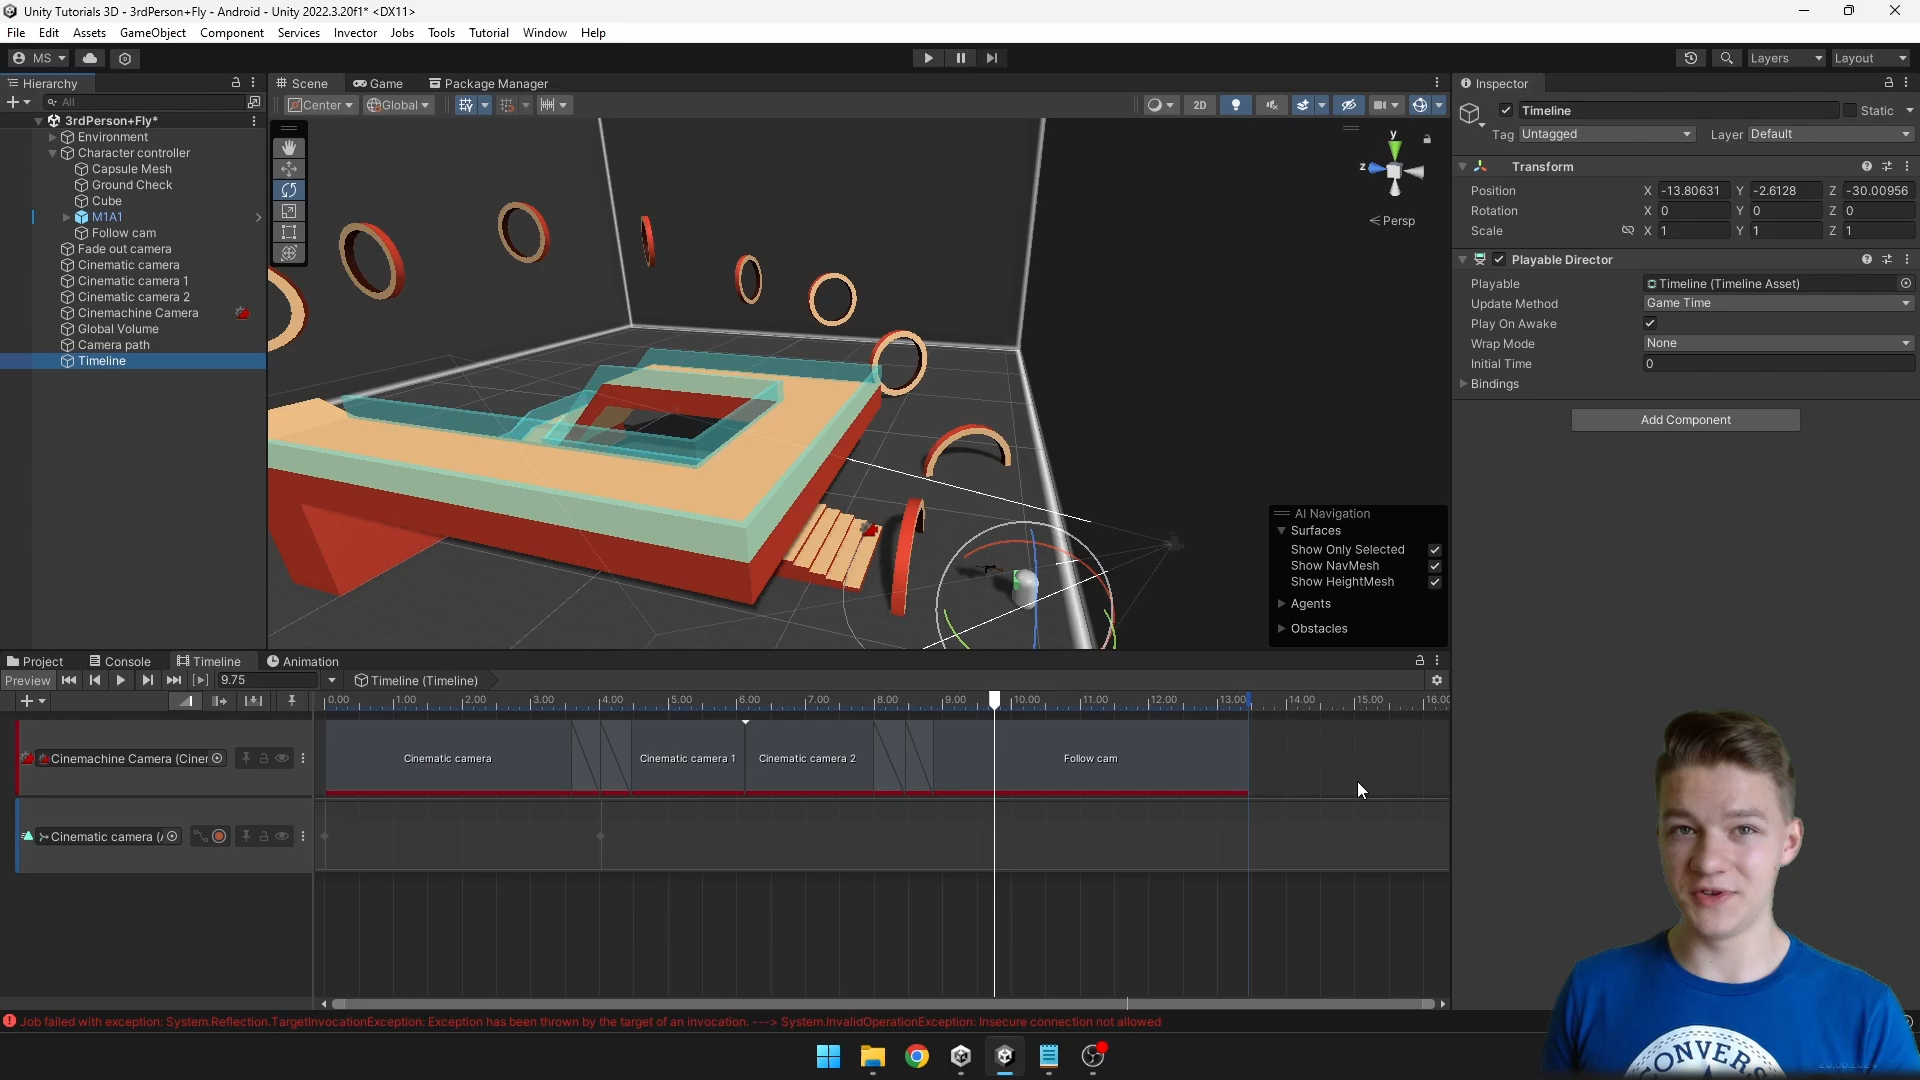 Unity Tutorials 3D - 3rdPerson+Fly - Android - Unity 2022.3.20f1* <DX11>
File Edit Assets GameObject Component Services Invector Jobs Tools Tutorial Window Help
MS Layers Layout
Hierarchy Scene Game Package Manager Inspector
All Center Global 2D Timeline Static
Tag Untagged Layer Default
3rdPerson+Fly*
Environment
Character controller
Capsule Mesh
Ground Check
Cube
M1A1
Follow cam
Fade out camera
Cinematic camera
Cinematic camera 1
Cinematic camera 2
Cinemachine Camera
Global Volume
Camera path
Timeline
y
z
Persp
Transform
Position X -13.80631 Y -2.6128 Z -30.00956
Rotation X 0 Y 0 Z 0
Scale X 1 Y 1 Z 1
Playable Director
Playable Timeline (Timeline Asset)
Update Method Game Time
Play On Awake
Wrap Mode None
Initial Time 0
Bindings
Add Component
AI Navigation
Surfaces
Show Only Selected
Show NavMesh
Show HeightMesh
Agents
Obstacles
Project Console Timeline Animation
Preview 9.75 Timeline (Timeline)
0.00 1.00 2.00 3.00 4.00 5.00 6.00 7.00 8.00 9.00 10.00 11.00 12.00 13.00 14.00 15.00 16.00
Cinemachine Camera (Ciner Cinematic camera Cinematic camera 1 Cinematic camera 2 Follow cam
Cinematic camera (
Job failed with exception: System.Reflection.TargetInvocationException: Exception has been thrown by the target of an invocation. ---> System.InvalidOperationException: Insecure connection not allowed
CONVERS